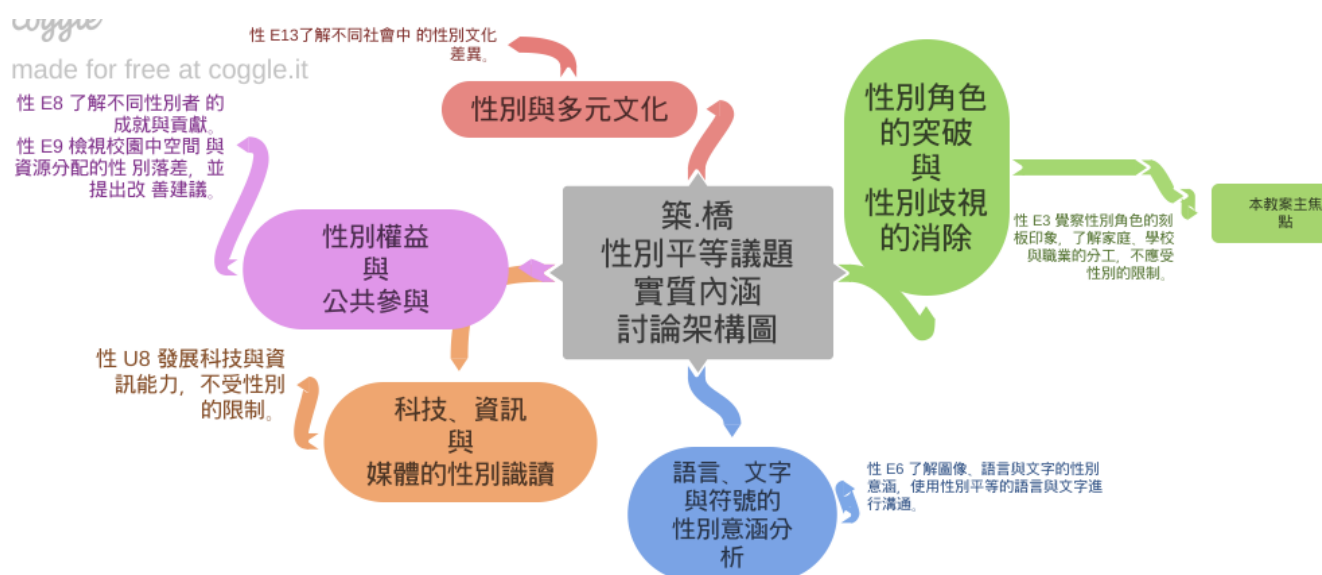 coggle
made for free at coggle.it
性 E13了解不同社會中 的性別文化
差異。
性別與多元文化
性 E8 了解不同性別者 的
成就與貢獻。
性 E9 檢視校園中空間 與
資源分配的性 別落差，並
提出改 善建議。
性別權益
與
公共參與
性 U8 發展科技與資
訊能力，不受性別
的限制。
科技、資訊
與
媒體的性別識讀
築.橋
性別平等議題
實質內涵
討論架構圖
性別角色
的突破
與
性別歧視
的消除
性 E3 覺察性別角色的刻
板印象，了解家庭、學校
與職業的分工，不應受
性別的限制。
本教案主焦
點
語言、文字
與符號的
性別意涵分
析
性 E6 了解圖像、語言與文字的性別
意涵，使用性別平等的語言與文字進
行溝通。